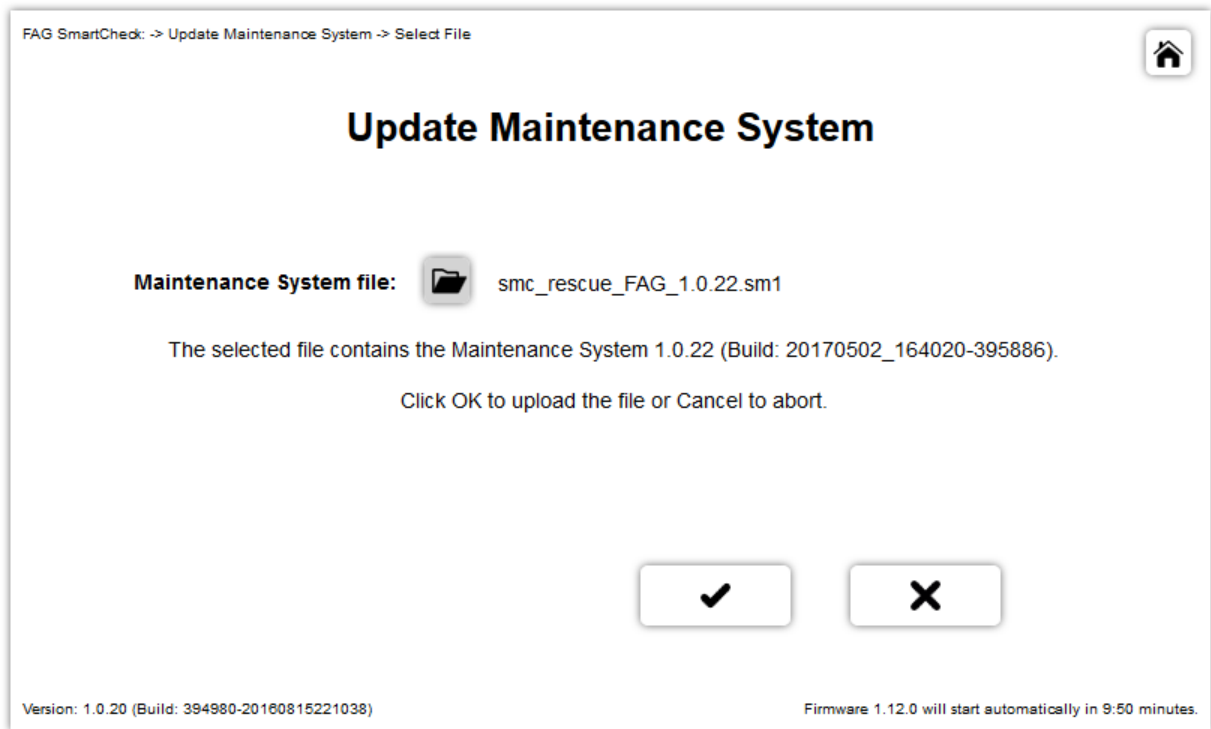 FAG SmartCheck: -> Update Maintenance System -> Select File
Update Maintenance System
Maintenance System file: smc_rescue_FAG_1.0.22.sm1
The selected file contains the Maintenance System 1.0.22 (Build: 20170502_164020-395886).
Click OK to upload the file or Cancel to abort.
Version: 1.0.20 (Build: 394980-20160815221038)
Firmware 1.12.0 will start automatically in 9:50 minutes.